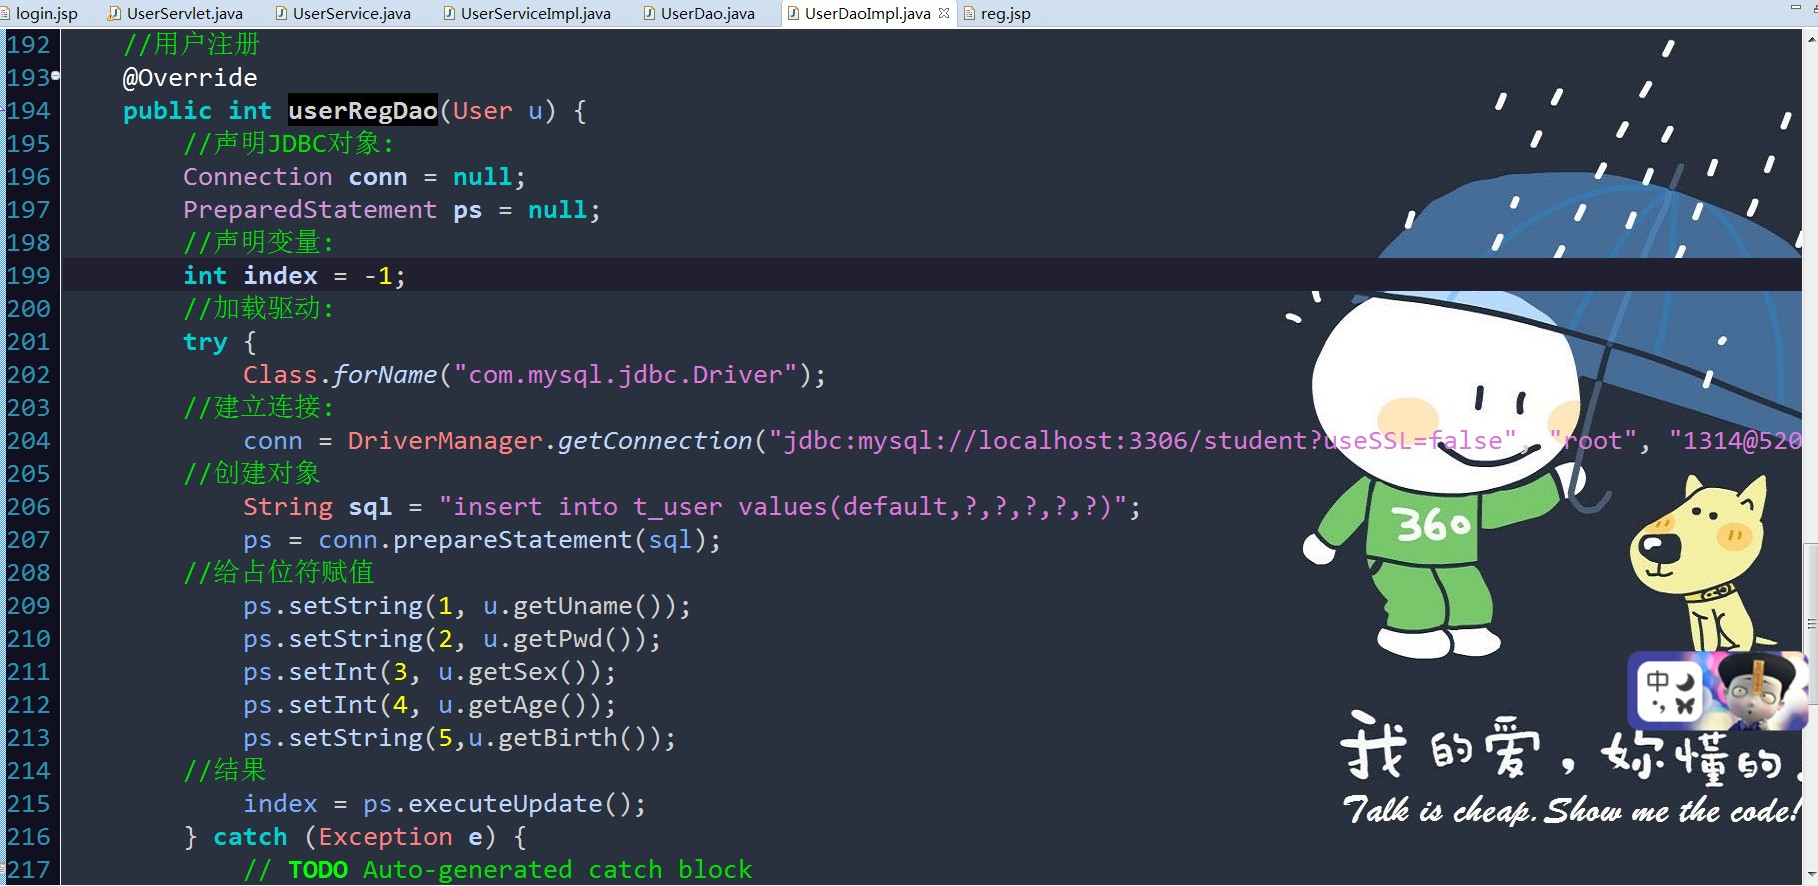 login.jsp UserServlet.java UserService.java UserServiceImpl.java UserDao.java UserDaoImpl.java reg.jsp
192 //用户注册
193 @Override
194 public int userRegDao(User u) {
195 //声明JDBC对象:
196 Connection conn = null;
197 PreparedStatement ps = null;
198 //声明变量:
199 int index = -1;
200 //加载驱动:
201 try {
202 Class.forName("com.mysql.jdbc.Driver");
203 //建立连接:
204 conn = DriverManager.getConnection("jdbc:mysql://localhost:3306/student?useSSL=false", "root", "1314@520
205 //创建对象
206 String sql = "insert into t_user values(default,?,?,?,?,?)";
207 ps = conn.prepareStatement(sql);
208 //给占位符赋值
209 ps.setString(1, u.getUname());
210 ps.setString(2, u.getPwd());
211 ps.setInt(3, u.getSex());
212 ps.setInt(4, u.getAge());
213 ps.setString(5,u.getBirth());
214 //结果
215 index = ps.executeUpdate();
216 } catch (Exception e) {
217 // TODO Auto-generated catch block
360
中
我的爱，妳懂的.
Talk is cheap. Show me the code!